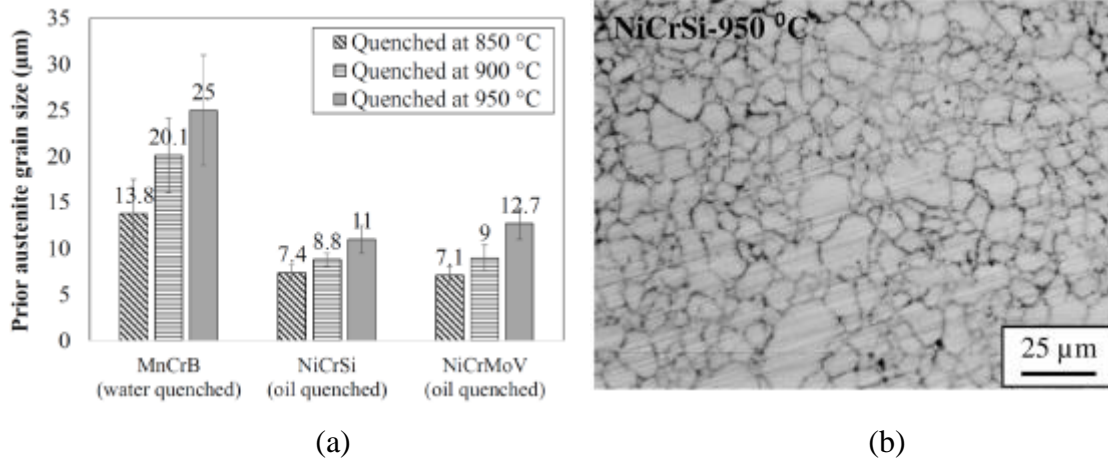 35
30
25
20
15
10
5
0
Prior austenite grain size (µm)
Quenched at 850 °C
Quenched at 900 °C
Quenched at 950 °C
13.8
20.1
25
7.4
8.8
11
7.1
9
12.7
MnCrB
(water quenched)
NiCrSi
(oil quenched)
NiCrMoV
(oil quenched)
(a)
NiCrSi-950 ⁰C
25 µm
(b)